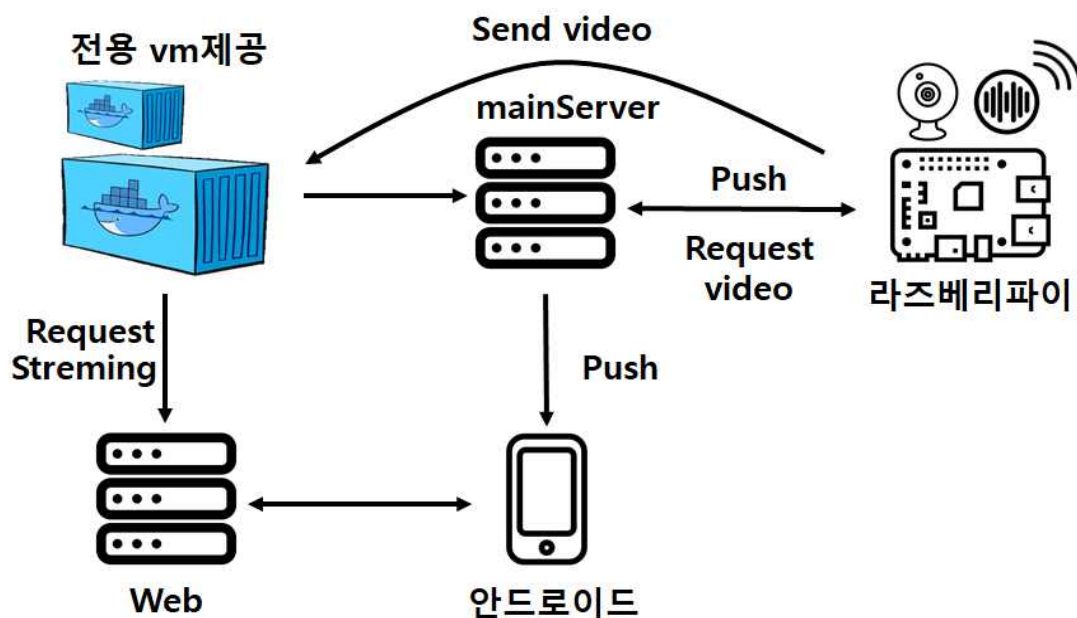 전용 vm제공
Send video
mainServer
Push
Request
video
라즈베리파이
Request
Streming
Push
Web
안드로이드